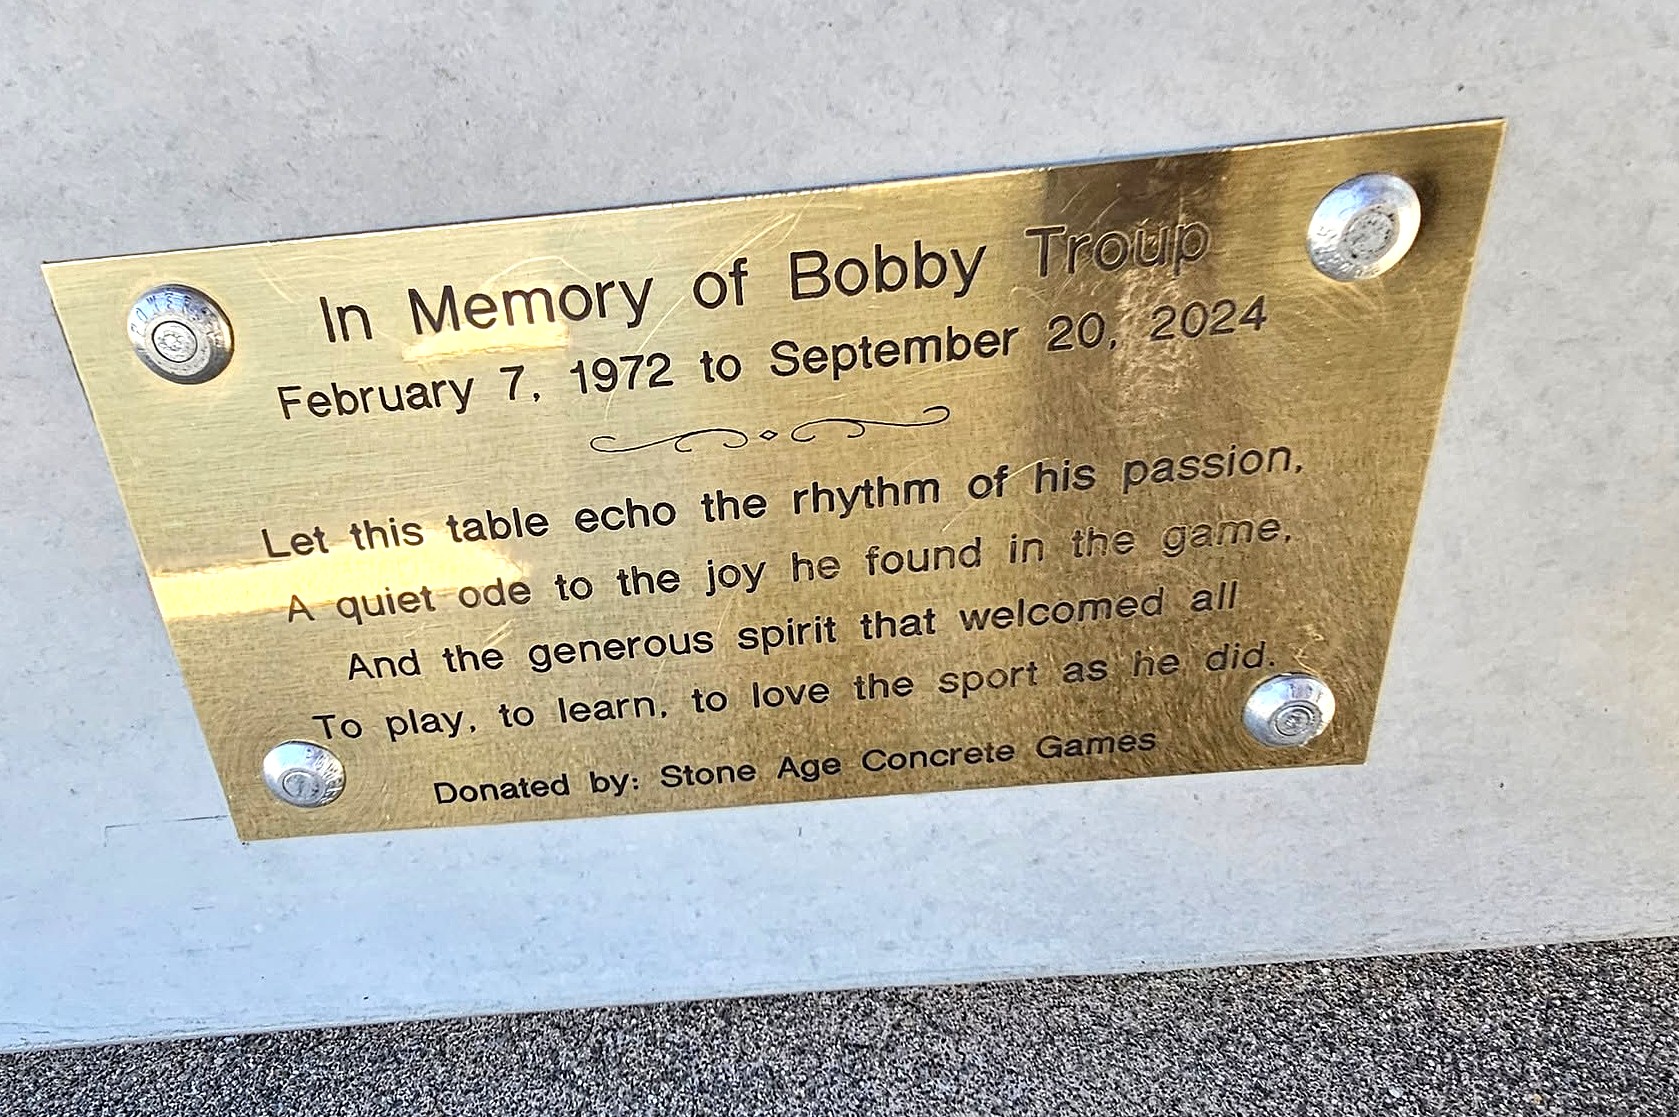 In Memory of Bobby Troup
February 7, 1972 to September 20, 2024
Let this table echo the rhythm of his passion,
A quiet ode to the joy he found in the game,
And the generous spirit that welcomed all
To play, to learn, to love the sport as he did.
Donated by: Stone Age Concrete Games